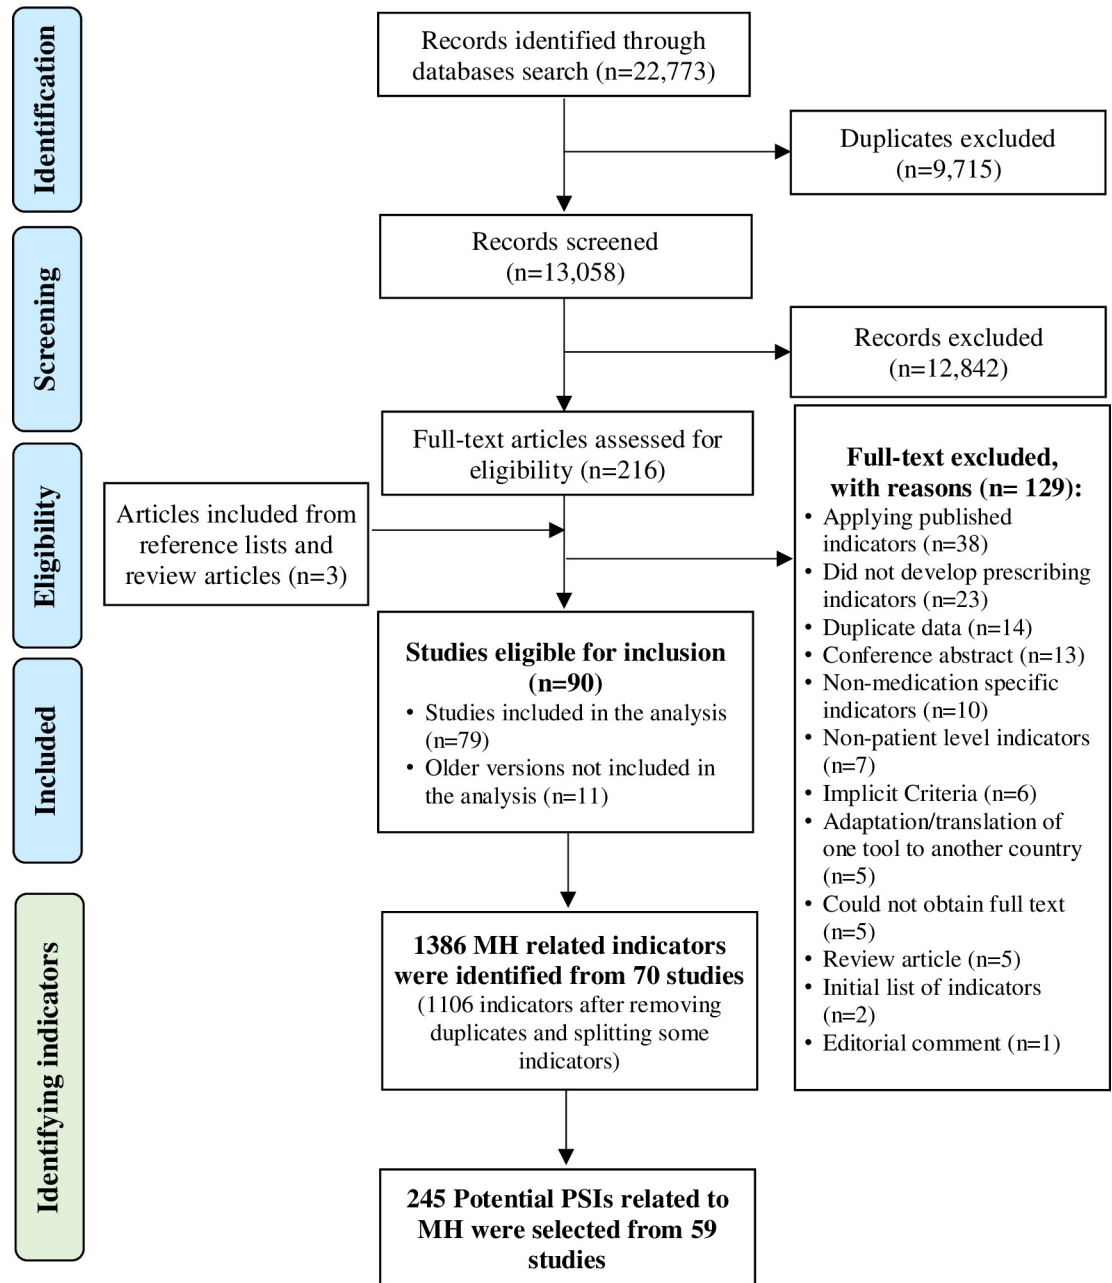 Identification
Records identified through
databases search (n=22,773)
Duplicates excluded
(n=9,715)
Screening
Records screened
(n=13,058)
Records excluded
(n=12,842)
Eligibility
Full-text articles assessed for
eligibility (n=216)
Articles included from
reference lists and
review articles (n=3)
Full-text excluded,
with reasons (n= 129):
• Applying published
indicators (n=38)
• Did not develop prescribing
indicators (n=23)
• Duplicate data (n=14)
• Conference abstract (n=13)
• Non-medication specific
indicators (n=10)
• Non-patient level indicators
(n=7)
• Implicit Criteria (n=6)
• Adaptation/translation of
one tool to another country
(n=5)
• Could not obtain full text
(n=5)
• Review article (n=5)
• Initial list of indicators
(n=2)
• Editorial comment (n=1)
Included
Studies eligible for inclusion
(n=90)
• Studies included in the analysis
(n=79)
• Older versions not included in
the analysis (n=11)
Identifying indicators
1386 MH related indicators
were identified from 70 studies
(1106 indicators after removing
duplicates and splitting some
indicators)
245 Potential PSIs related to
MH were selected from 59
studies